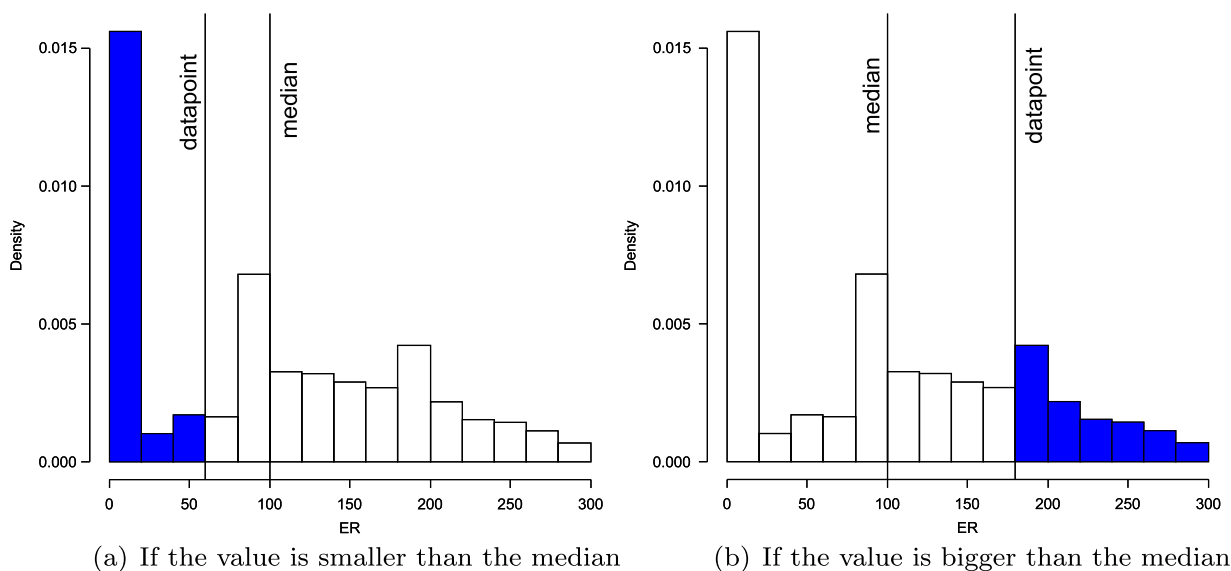 0.015
0.010
0.005
0.000
Density
datapoint
median
0 50 100 150 200 250 300
ER
(a) If the value is smaller than the median
0.015
0.010
0.005
0.000
Density
median
datapoint
0 50 100 150 200 250 300
ER
(b) If the value is bigger than the median